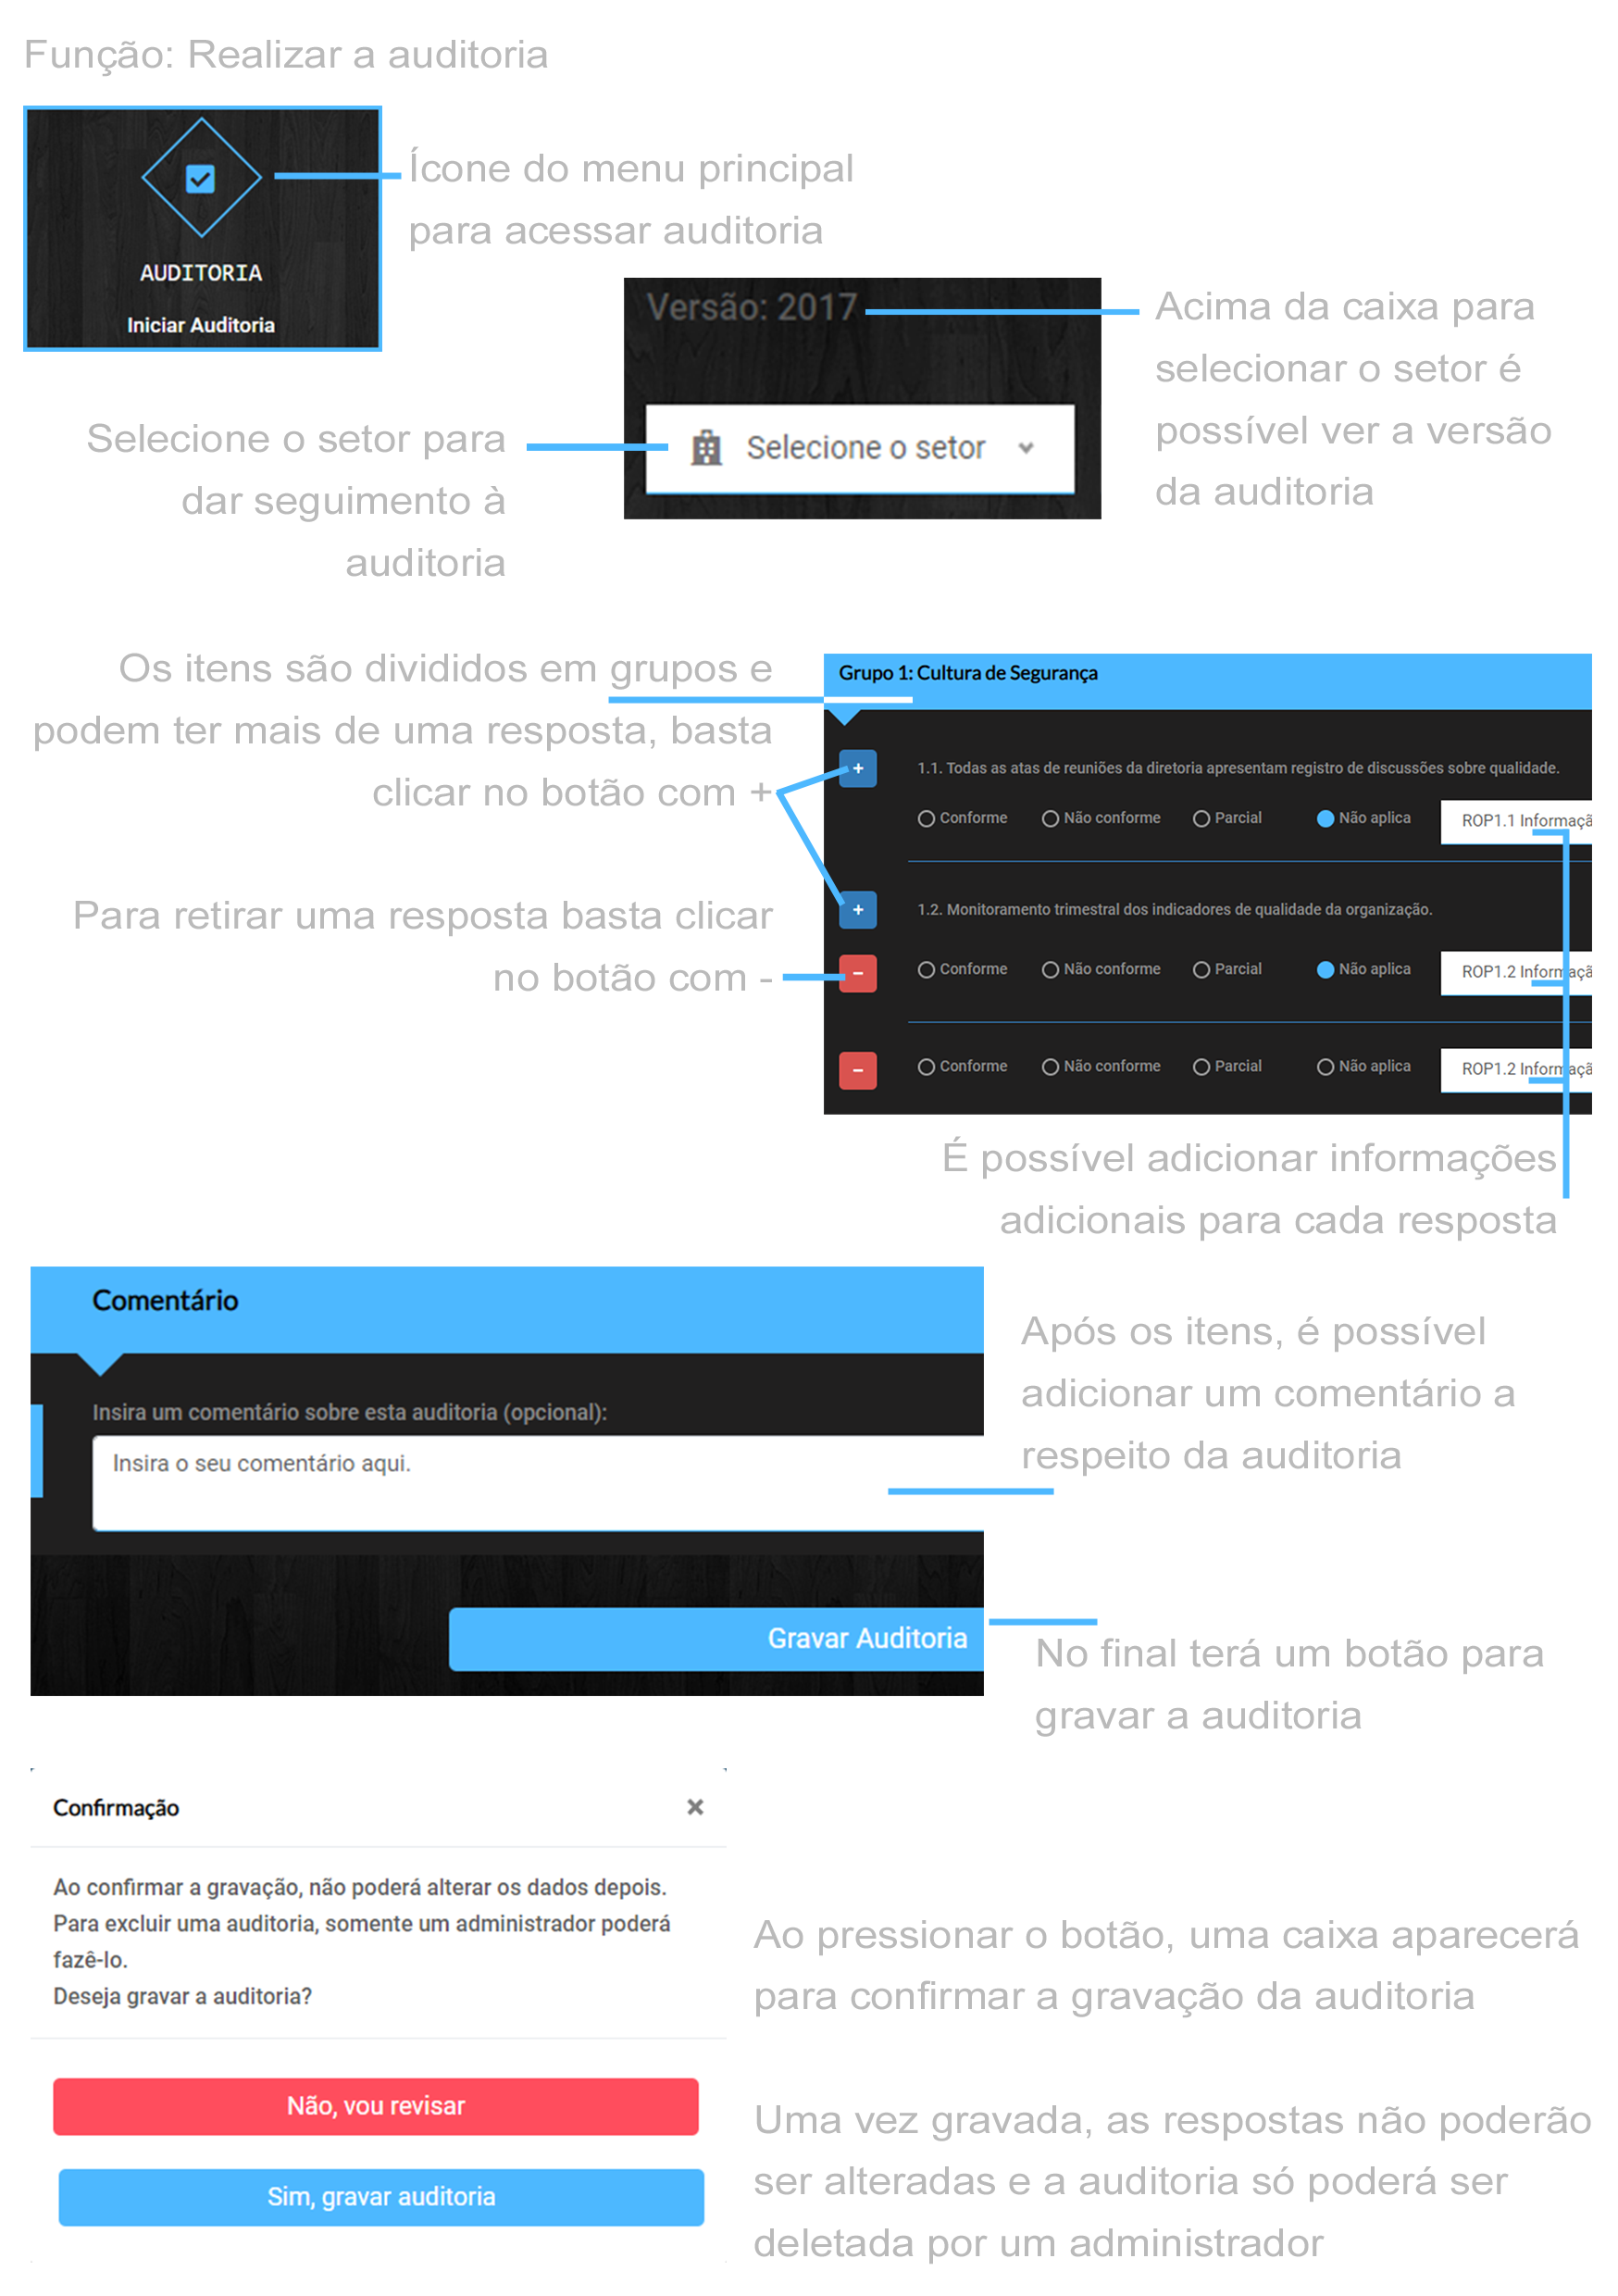 Função: Realizar a auditoria
AUDITORIA
Iniciar Auditoria
Ícone do menu principal
para acessar auditoria
Versão: 2017
Selecione o setor
Acima da caixa para
selecionar o setor é
possível ver a versão
da auditoria
Selecione o setor para
dar seguimento à
auditoria
Os itens são divididos em grupos e
podem ter mais de uma resposta, basta
clicar no botão com +
Para retirar uma resposta basta clicar
no botão com -
Grupo 1: Cultura de Segurança
+
1.1. Todas as atas de reuniões da diretoria apresentam registro de discussões sobre qualidade.
Conforme Não conforme Parcial Não aplica ROP1.1 Informaçã
+
1.2. Monitoramento trimestral dos indicadores de qualidade da organização.
- Conforme Não conforme Parcial Não aplica ROP1.2 Informaçã
- Conforme Não conforme Parcial Não aplica ROP1.2 Informaçã
É possível adicionar informações
adicionais para cada resposta
Comentário
Insira um comentário sobre esta auditoria (opcional):
Insira o seu comentário aqui.
Gravar Auditoria
Após os itens, é possível
adicionar um comentário a
respeito da auditoria
No final terá um botão para
gravar a auditoria
Confirmação ×
Ao confirmar a gravação, não poderá alterar os dados depois.
Para excluir uma auditoria, somente um administrador poderá
fazê-lo.
Deseja gravar a auditoria?
Não, vou revisar
Sim, gravar auditoria
Ao pressionar o botão, uma caixa aparecerá
para confirmar a gravação da auditoria
Uma vez gravada, as respostas não poderão
ser alteradas e a auditoria só poderá ser
deletada por um administrador